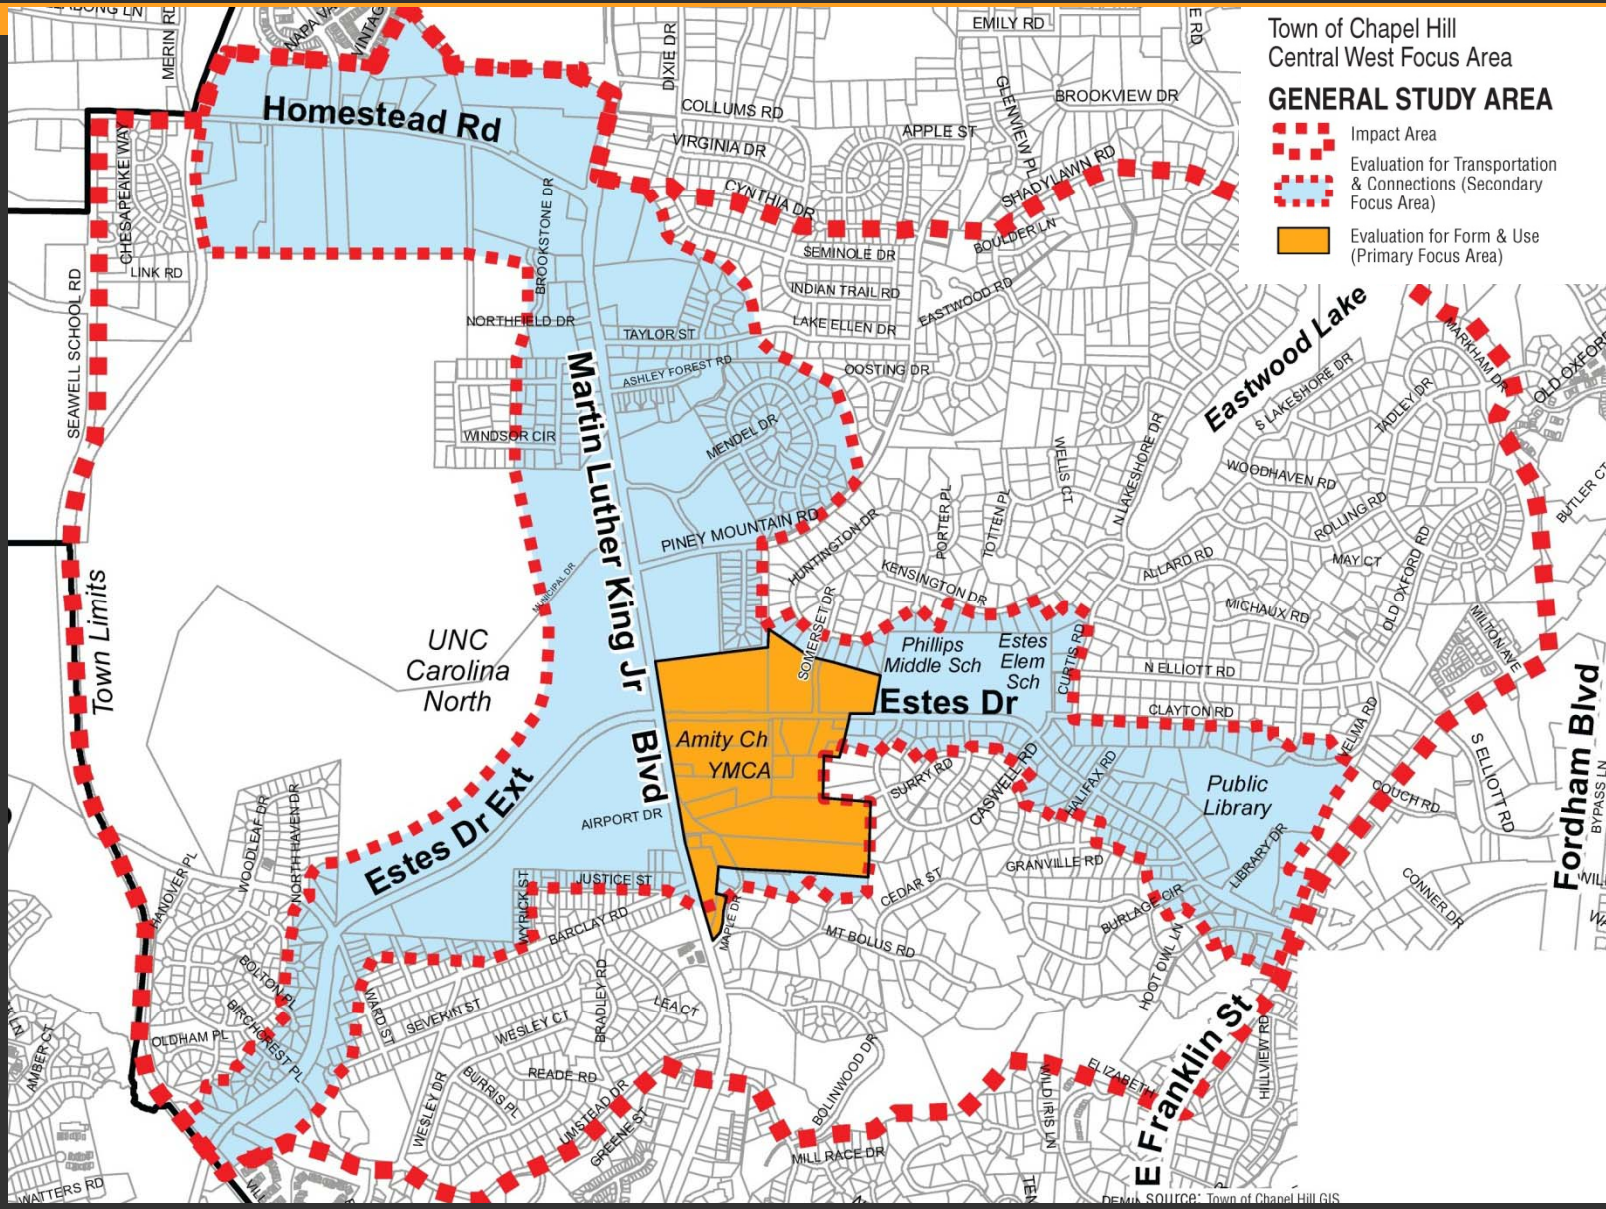 Town of Chapel Hill
Central West Focus Area
GENERAL STUDY AREA
Impact Area
Evaluation for Transportation
& Connections (Secondary
Focus Area)
Evaluation for Form & Use
(Primary Focus Area)
MERIN RD
NAPA VA
VINTAG
DIXIE DR
EMILY RD
E RD
Homestead Rd
COLLUMS RD
VIRGINIA DR
CYNTHIA DR
APPLE ST
GLENVIEW PL
BROOKVIEW DR
SHADYLAWN RD
CHESAPEAKE WAY
LINK RD
SEAWELL SCHOOL RD
BROOKSTONE DR
NORTHFIELD DR
SEMINOLE DR
BOULDER LN
INDIAN TRAIL RD
EASTWOOD RD
LAKE ELLEN DR
OOSTING DR
TAYLOR ST
ASHLEY FOREST RD
MENDEL DR
WINDSOR CIR
Martin Luther King Jr
Blvd
PINEY MOUNTAIN RD
MUNICIPAL DR
Eastwood Lake
S LAKESHORE DR
N LAKESHORE DR
MARKHAM DR
OLD OXFORD
TADLEY DR
WOODHAVEN RD
ROLLING RD
BUTLER CT
WELLS CT
PORTER PL
TOTTEN PL
HUNTINGTON DR
KENSINGTON DR
SOMERSET DR
ALLARD RD
MAY CT
OLD OXFORD RD
MICHAUX RD
MILTON AVE
Town Limits
UNC
Carolina
North
Phillips
Middle Sch
Estes
Elem
Sch
CURTIS RD
N ELLIOTT RD
CLAYTON RD
Estes Dr
Amity Ch
YMCA
ELMA RD
S ELLIOTT RD
COUCH RD
Fordham Blvd
BYPASS LN
SURRY RD
CASWELL RD
HALIFAX RD
Public
Library
LIBRARY DR
AIRPORT DR
Estes Dr Ext
WOODLEAF DR
NORTH HAVEN DR
HANOVER PL
JUSTICE ST
WYRICK ST
BARCLAY RD
MAPLE DR
CEDAR ST
GRANVILLE RD
BURLAGE CIR
CONNER DR
MT BOLUS RD
HOOT OWL LN
BOLTON PL
BIRCHCREST PL
OLDHAM PL
WARD ST
SEVERIN ST
WESLEY CT
BRADLEY RD
LEA CT
AMBER CT
READE RD
BURRIS PL
WESLEY DR
UMSTEAD DR
GREENE ST
BOLINWOOD DR
MILL RACE DR
WILD IRIS LN
ELIZABETH
E Franklin St
HILLVIEW RD
WATTERS RD
VILL
TEN
source: Town of Chapel Hill GIS